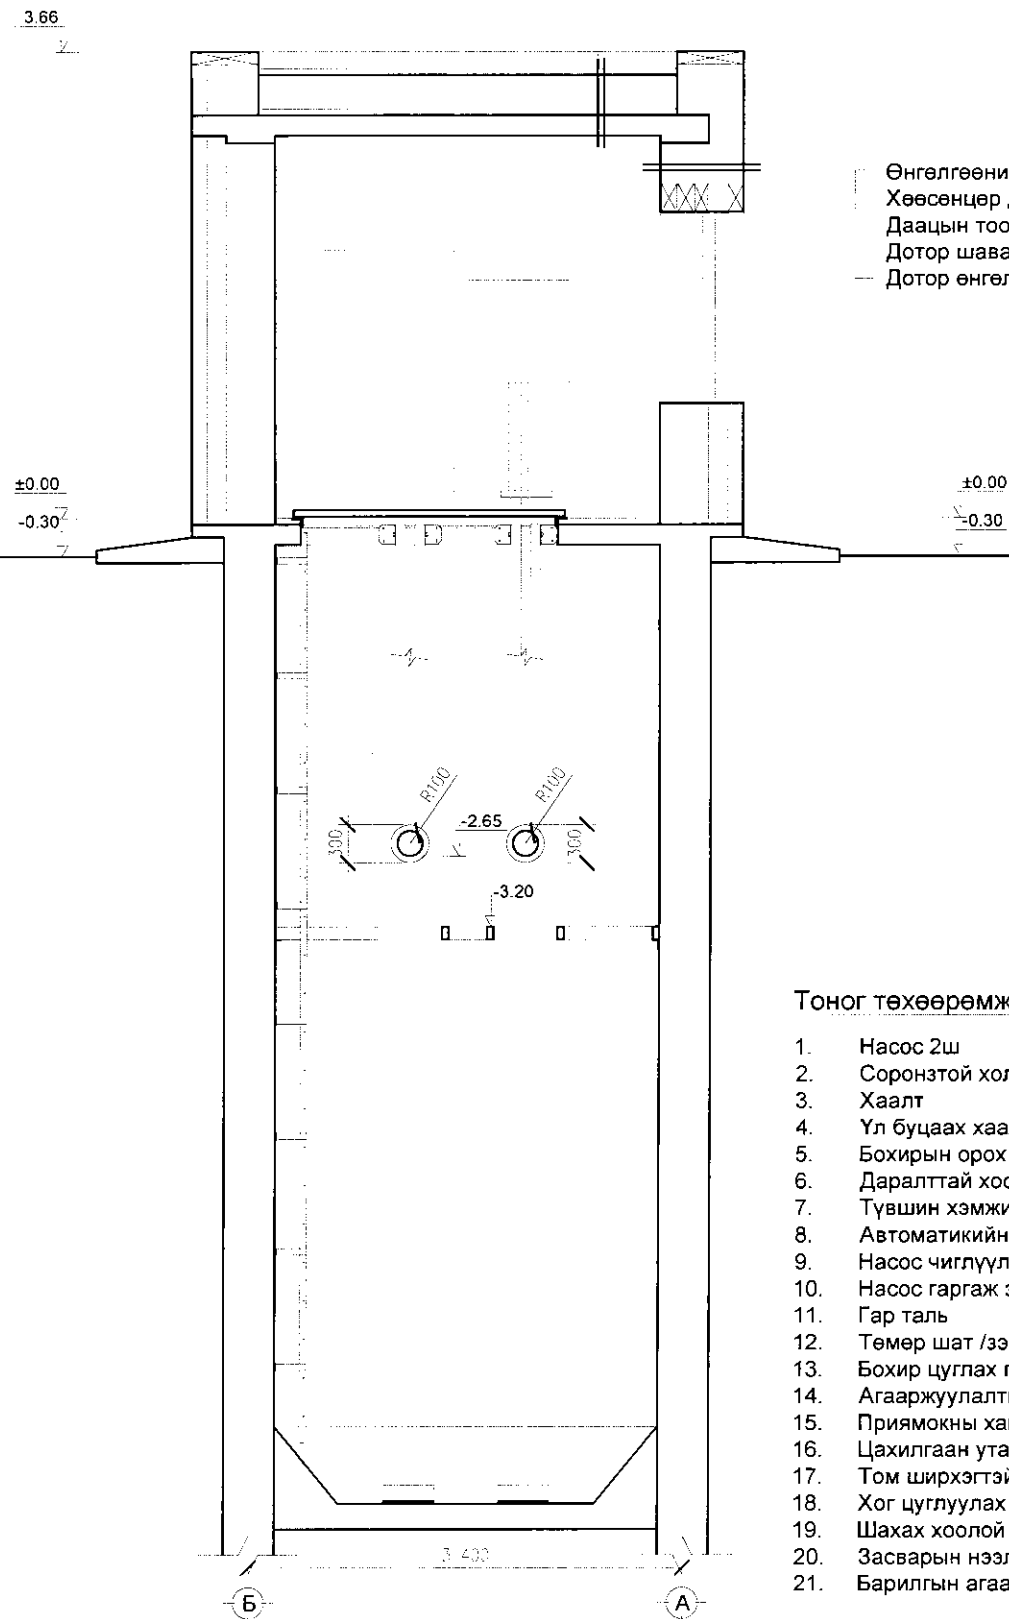 3.66
Өнгөлгөөни
Хөөсөнцөр
Даацын тоо
Дотор шава
Дотор өнгөл
±0.00
-0.30
±0.00
-0.30
R100
R100
300
-2.65
300
-3.20
Тоног төхөөрөмж
1. Насос 2ш
2. Соронзтой хол
3. Хаалт
4. Үл буцаах хаа
5. Бохирын орох
6. Даралттай хоо
7. Түвшин хэмжи
8. Автоматикийн
9. Насос чиглүүл
10. Насос гаргаж з
11. Гар таль
12. Төмөр шат /зэ
13. Бохир цуглах
14. Агааржуулалт
15. Приямокны ха
16. Цахилгаан ута
17. Том ширхэгтэй
18. Хог цуглуулах
19. Шахах хоолой
20. Засварын нээл
21. Барилгын агаа
3 400
Б
А